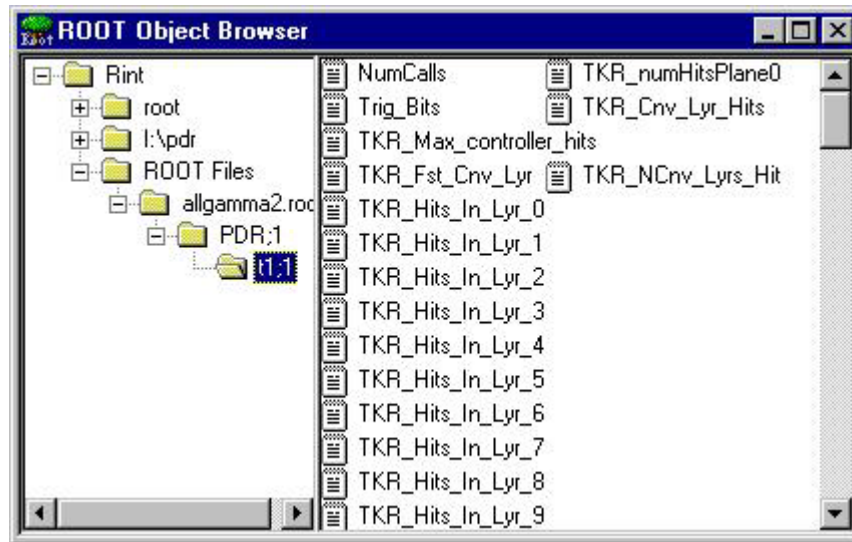 ROOT Object Browser
Rint
root
l:\pdr
ROOT Files
allgamma2.roo
PDR;1
t1;1
NumCalls TKR_numHitsPlane0
Trig_Bits TKR_Cnv_Lyr_Hits
TKR_Max_controller_hits
TKR_Fst_Cnv_Lyr TKR_NCnv_Lyrs_Hit
TKR_Hits_In_Lyr_0
TKR_Hits_In_Lyr_1
TKR_Hits_In_Lyr_2
TKR_Hits_In_Lyr_3
TKR_Hits_In_Lyr_4
TKR_Hits_In_Lyr_5
TKR_Hits_In_Lyr_6
TKR_Hits_In_Lyr_7
TKR_Hits_In_Lyr_8
TKR_Hits_In_Lyr_9